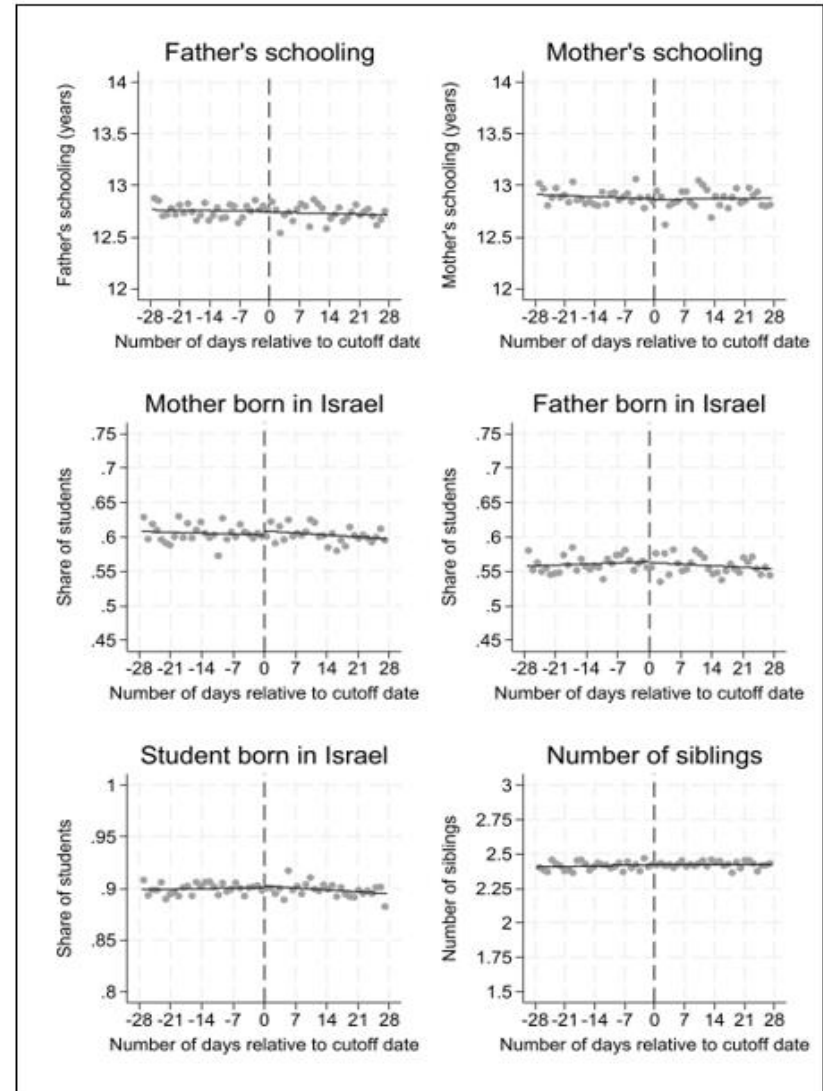 Father's schooling
Father's schooling (years)
14
13
12.5
12
-28 -21 -14 -7 0 7 14 21 28
Number of days relative to cutoff date
Mother's schooling
Mother's schooling (years)
14
13
12.5
12
-28 -21 -14 -7 0 7 14 21 28
Number of days relative to cutoff date
Mother born in Israel
Share of students
.75
.7
.65
.6
.55
.5
.45
-28 -21 -14 -7 0 7 14 21 28
Number of days relative to cutoff date
Father born in Israel
Share of students
.75
.7
.65
.6
.55
.5
.45
-28 -21 -14 -7 0 7 14 21 28
Number of days relative to cutoff date
Student born in Israel
Share of students
1
.95
.9
.85
.8
-28 -21 -14 -7 0 7 14 21 28
Number of days relative to cutoff date
Number of siblings
Number of siblings
3
2.75
2.5
2.25
2
1.75
1.5
-28 -21 -14 -7 0 7 14 21 28
Number of days relative to cutoff date